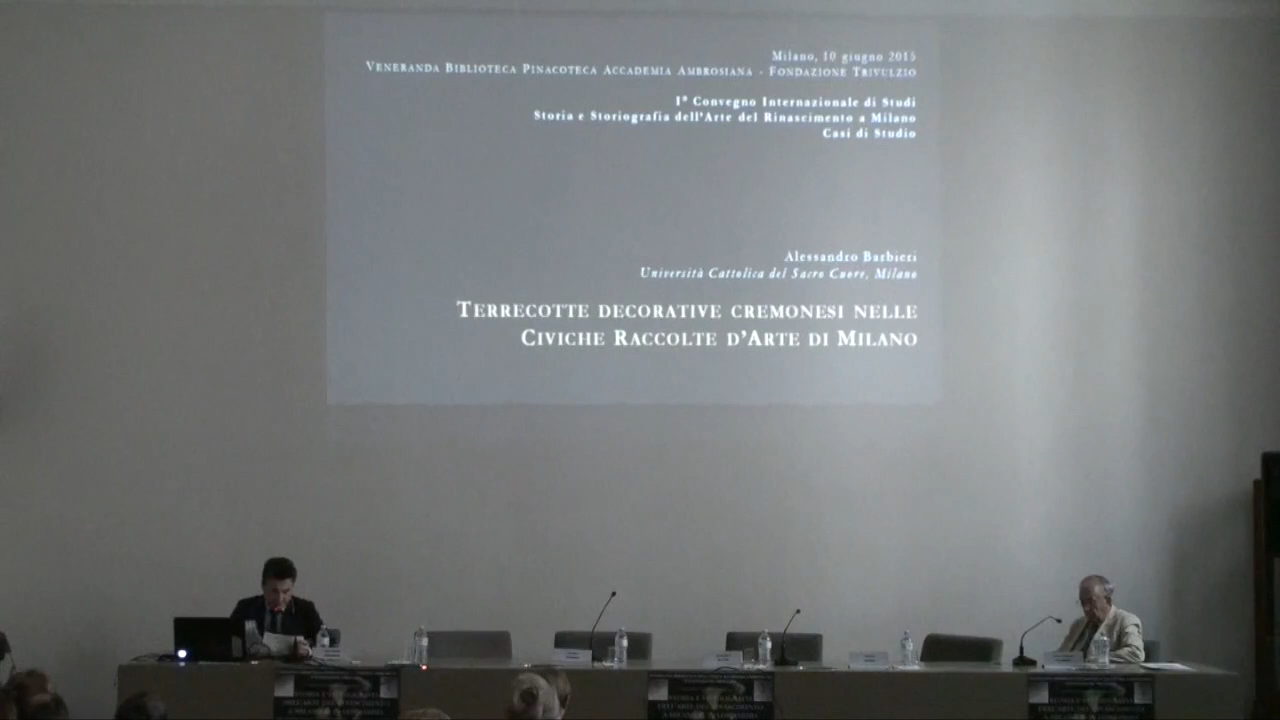 Milano, 10 giugno 2015
Veneranda Biblioteca Pinacoteca Accademia Ambrosiana - Fondazione Trivulzio
I° Convegno Internazionale di Studi
Storia e Storiografia dell'Arte del Rinascimento a Milano
Casi di Studio
Alessandro Barbieri
Università Cattolica del Sacro Cuore, Milano
Terrecotte decorative cremonesi nelle
Civiche Raccolte d'Arte di Milano